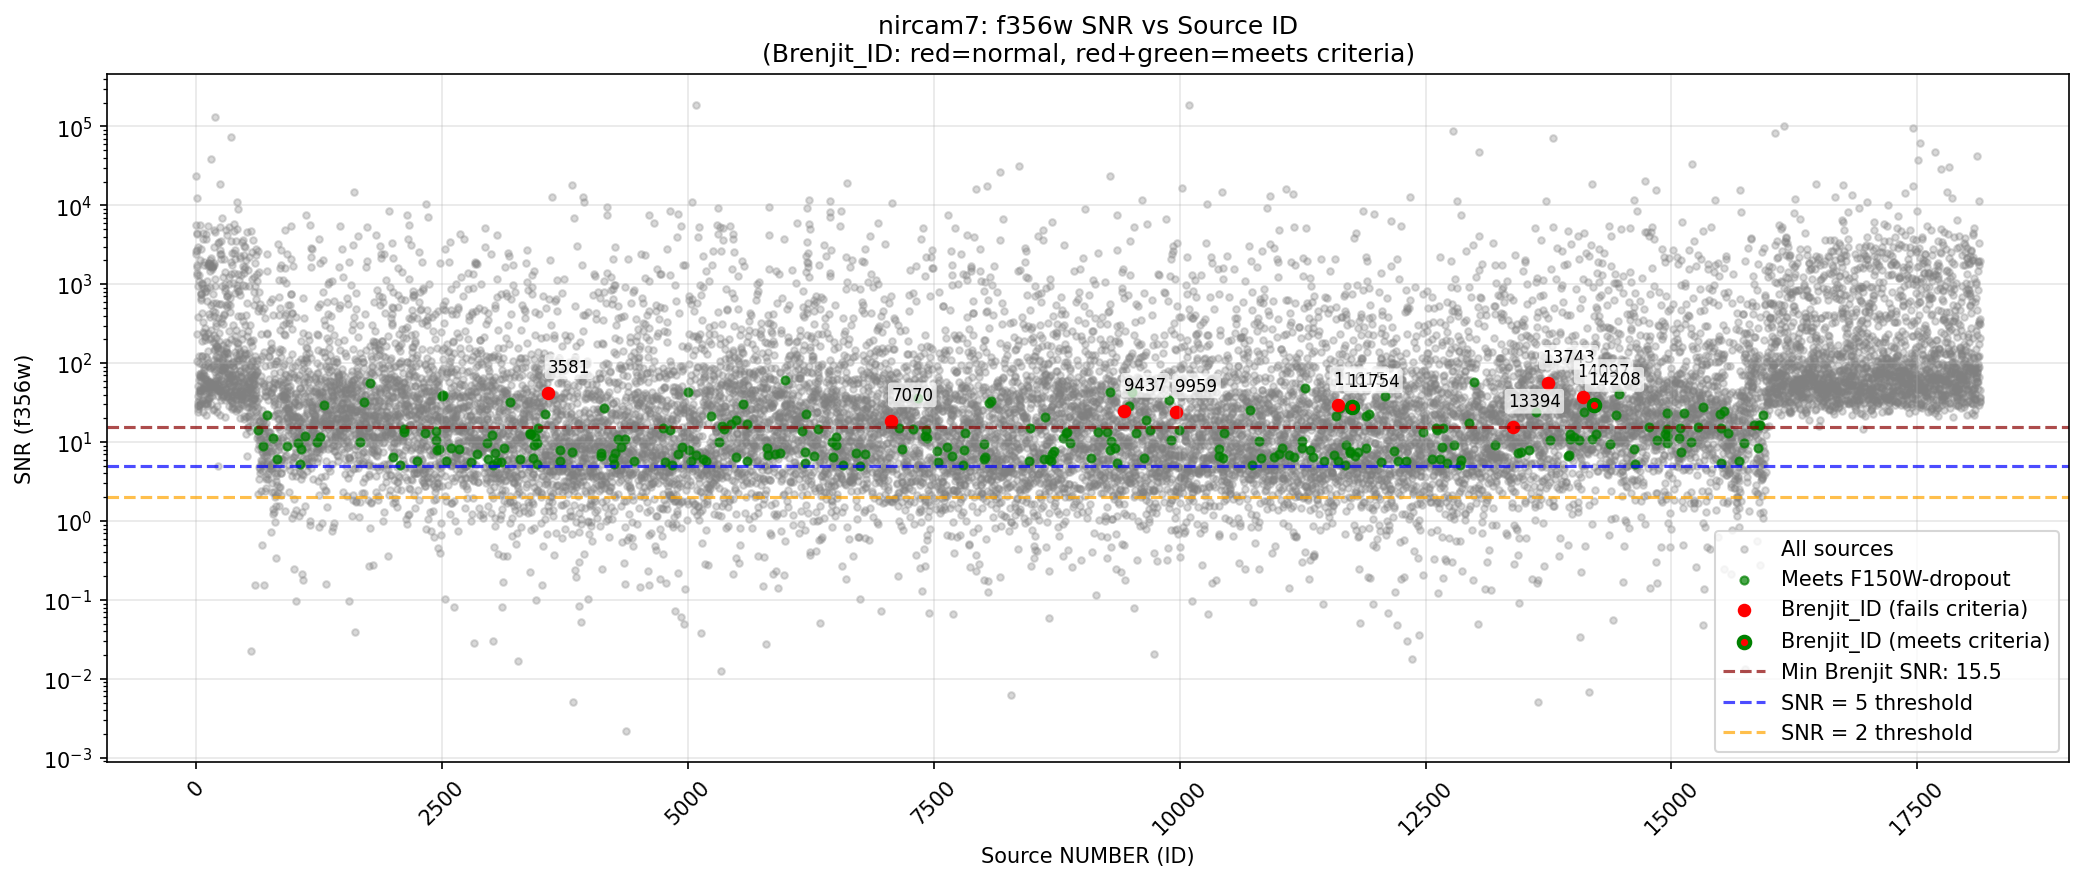 nircam7: f356w SNR vs Source ID
(Brenjit_ID: red=normal, red+green=meets criteria)
SNR (f356w)
10⁵
10⁴
10³
10²
10¹
10⁰
10⁻¹
10⁻²
10⁻³
3581
7070
9437
9959
11754
13743
14208
13394
All sources
Meets F150W-dropout
Brenjit_ID (fails criteria)
Brenjit_ID (meets criteria)
Min Brenjit SNR: 15.5
SNR = 5 threshold
SNR = 2 threshold
0
2500
5000
7500
10000
12500
15000
17500
Source NUMBER (ID)